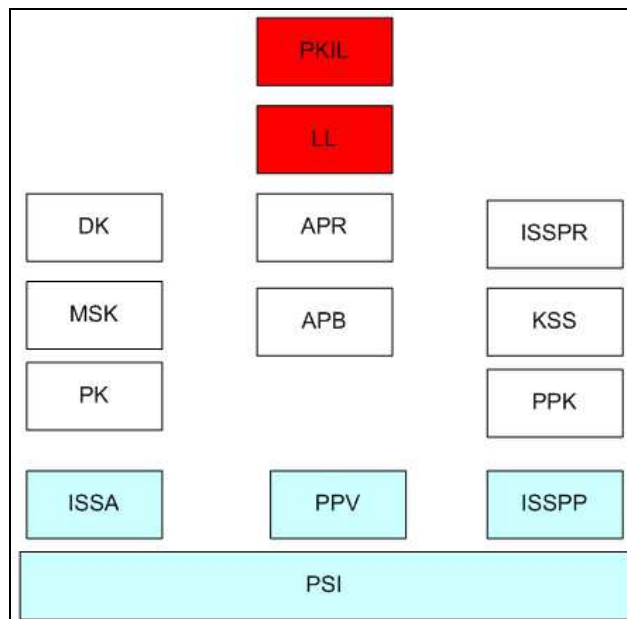 PKIL
LL
DK APR ISSPR
MSK APB KSS
PK PPK
ISSA PPV ISSPP
PSI